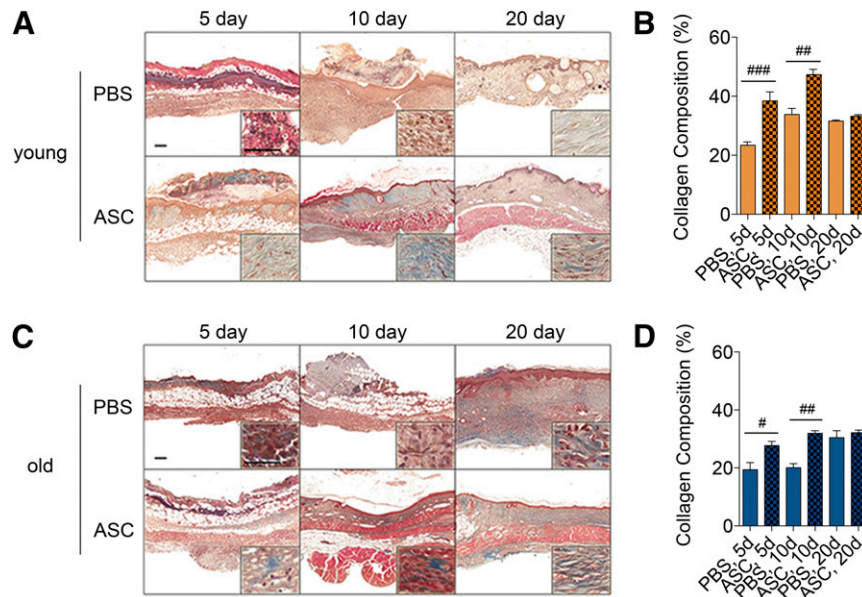 A
5 day
10 day
20 day
young
PBS
ASC
B
Collagen Composition (%)
60
40
20
0
###
##
PBS, 5d
ASC, 5d
PBS, 10d
ASC, 10d
PBS, 20d
ASC, 20d
C
5 day
10 day
20 day
old
PBS
ASC
D
Collagen Composition (%)
60
40
20
0
#
##
PBS, 5d
ASC, 5d
PBS, 10d
ASC, 10d
PBS, 20d
ASC, 20d